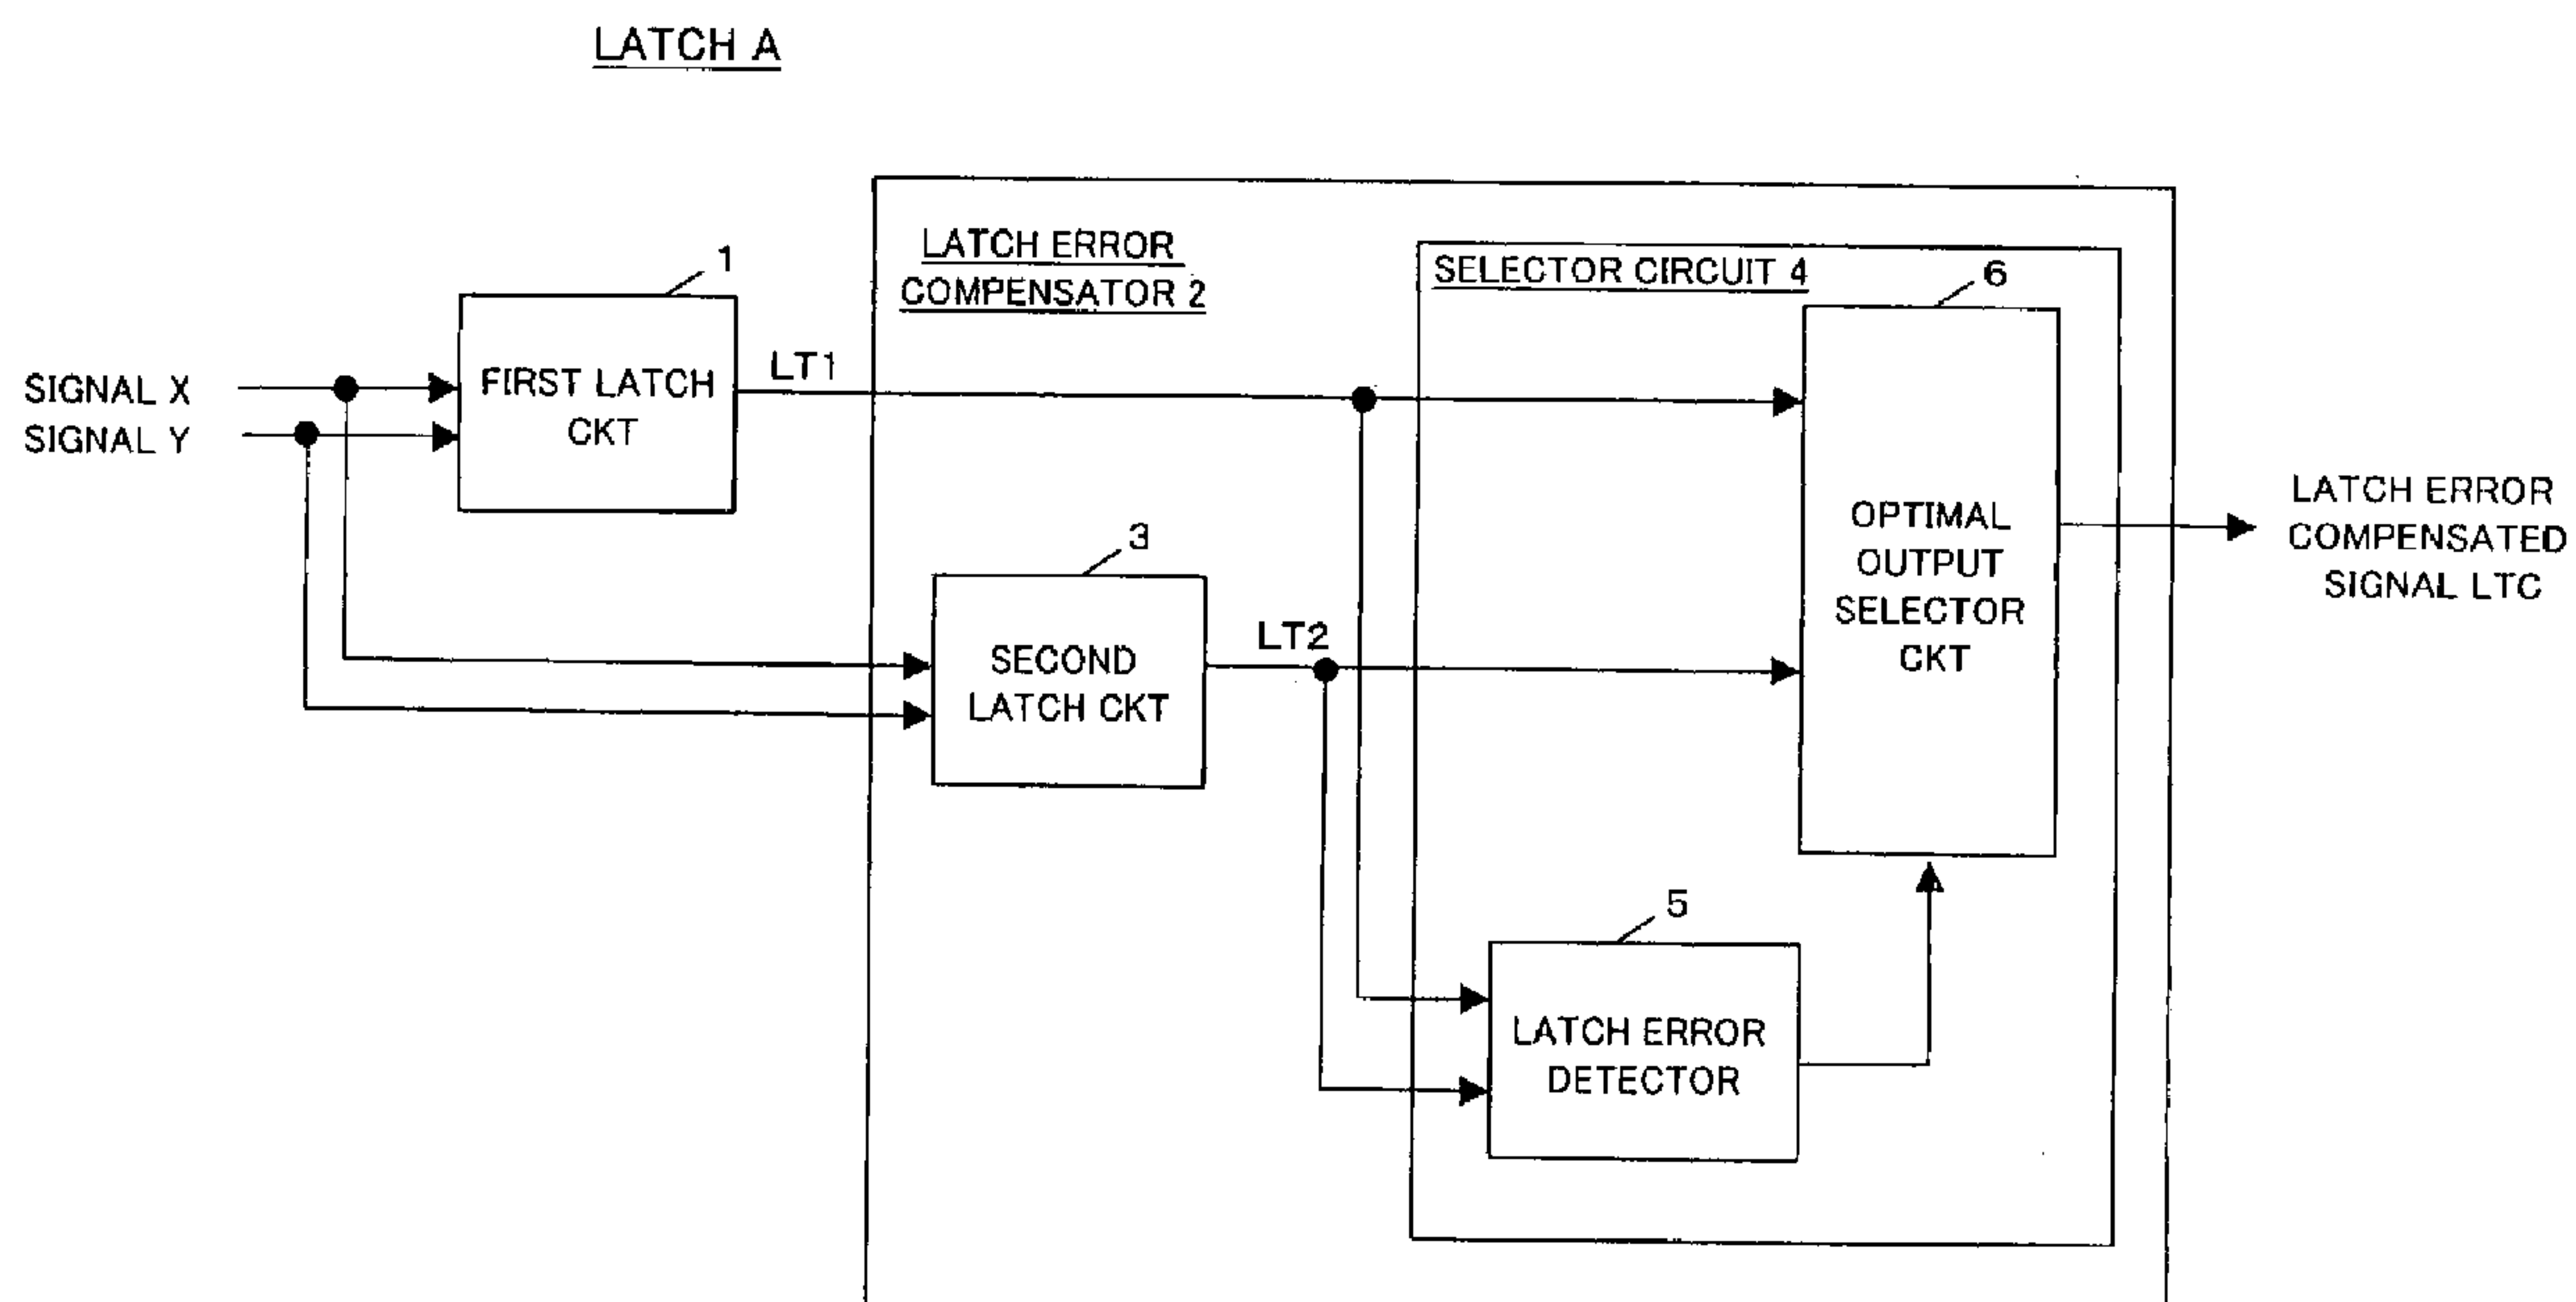 LATCH A
LATCH ERROR
COMPENSATOR 2
SELECTOR CIRCUIT 4
1
6
SIGNAL X
SIGNAL Y
FIRST LATCH
CKT
LT1
3
SECOND
LATCH CKT
LT2
OPTIMAL
OUTPUT
SELECTOR
CKT
LATCH ERROR
COMPENSATED
SIGNAL LTC
5
LATCH ERROR
DETECTOR